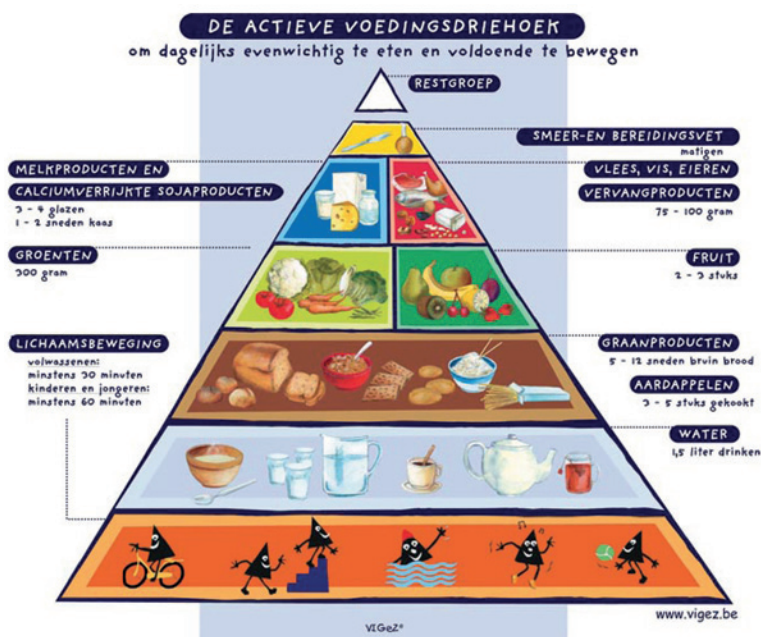 DE ACTIEVE VOEDINGSDRIEHOEK
om dagelijks evenwichtig te eten en voldoende te bewegen
RESTGROEP
SMEER-EN BEREIDINGSVET
matigen
MELKPRODUCTEN EN
CALCIUMVERRIJKTE SOJAPRODUCTEN
3 - 4 glazen
1 - 2 sneden kaas
VLEES, VIS, EIEREN
VERVANGPRODUCTEN
75 - 100 gram
GROENTEN
300 gram
FRUIT
2 - 3 stuks
LICHAAMSBEWEGING
volwassenen:
minstens 30 minuten
kinderen en jongeren:
minstens 60 minuten
GRAANPRODUCTEN
5 - 12 sneden bruin brood
AARDAPPELEN
3 - 5 stuks gekookt
WATER
1,5 liter drinken
www.vigez.be
VIGeZ®